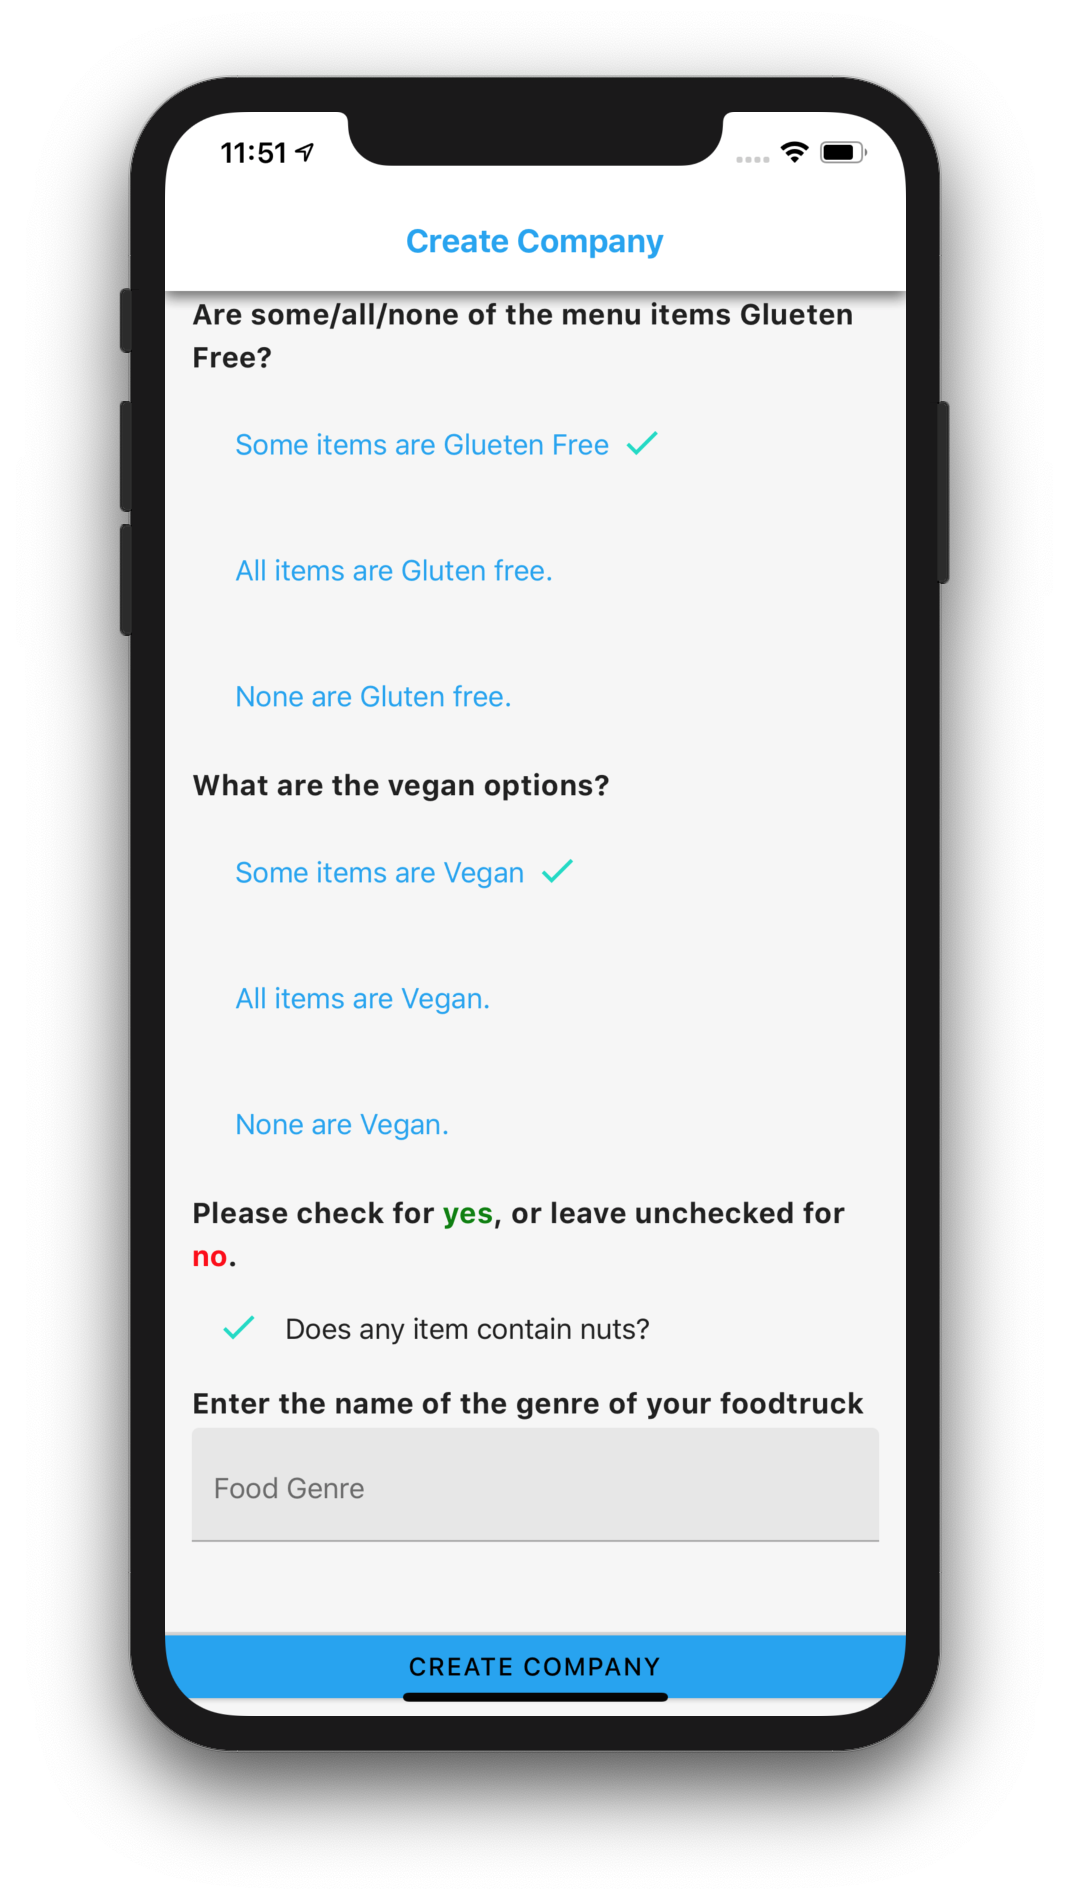 11:51
Create Company
Are some/all/none of the menu items Glueten
Free?
Some items are Glueten Free
All items are Gluten free.
None are Gluten free.
What are the vegan options?
Some items are Vegan
All items are Vegan.
None are Vegan.
Please check for yes, or leave unchecked for
no.
Does any item contain nuts?
Enter the name of the genre of your foodtruck
Food Genre
CREATE COMPANY